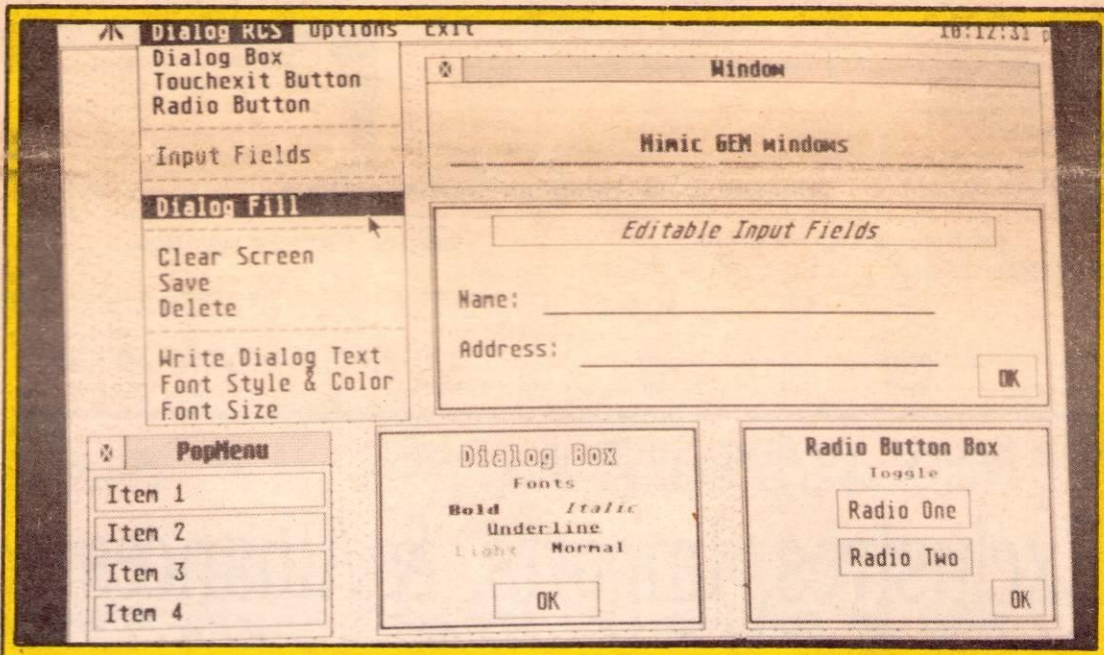 Dialog RCS Options Exit 10:12:31 p
Dialog Box
Touchexit Button
Radio Button
Input Fields
Dialog Fill
Clear Screen
Save
Delete
Write Dialog Text
Font Style & Color
Font Size
Window
Mimic GEM windows
Editable Input Fields
Name:
Address:
OK
PopMenu
Item 1
Item 2
Item 3
Item 4
Dialog Box
Fonts
Bold Italic
Underline
Light Normal
OK
Radio Button Box
Toggle
Radio One
Radio Two
OK